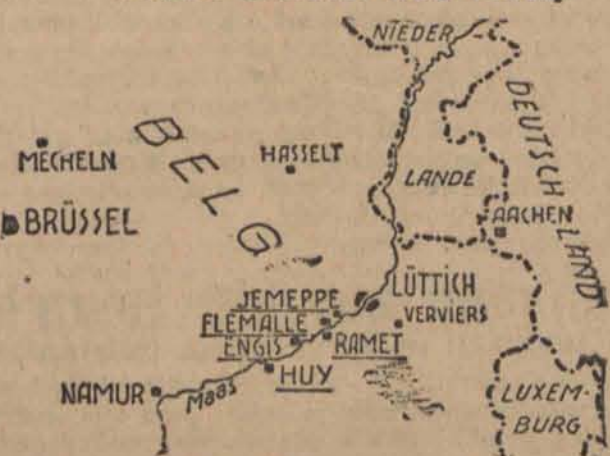 NIEDER
LANDE
DEUTSCHLAND
BELG
MECHELN
HASSELT
BRÜSSEL
AACHEN
JEMEPPE
LÜTTICH
FLEMALLE
VERVIERS
ENGIS
RAMET
HUY
NAMUR
Maas
LUXEM-
BURG